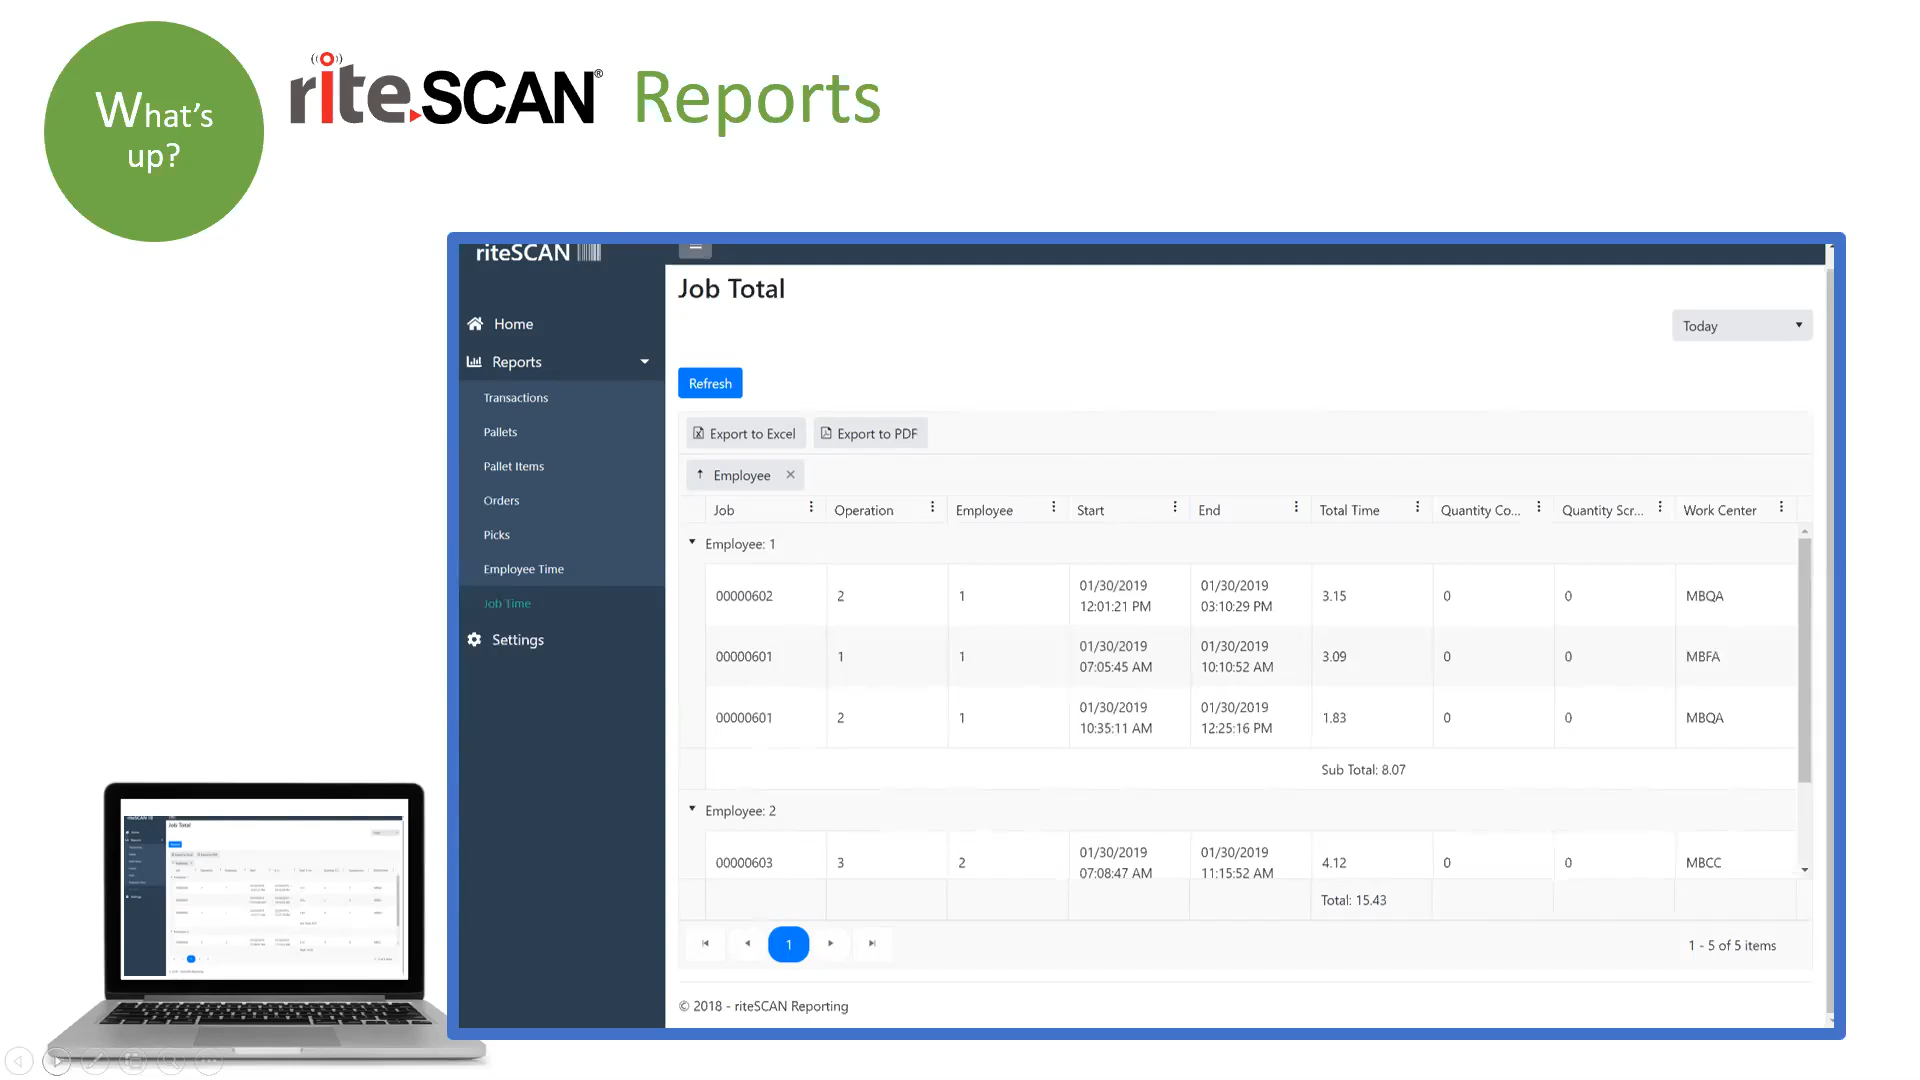 What's
up?
rite.SCAN® Reports
riteSCAN
Home
Reports
Transactions
Pallets
Pallet Items
Orders
Picks
Employee Time
Job Time
Settings
Job Total
Today
Refresh
Export to Excel Export to PDF
Employee
Job Operation Employee Start End Total Time Quantity Co... Quantity Scr... Work Center
Employee: 1
00000602 2 1 01/30/2019 12:01:21 PM 01/30/2019 03:10:29 PM 3.15 0 0 MBQA
00000601 1 1 01/30/2019 07:05:45 AM 01/30/2019 10:10:52 AM 3.09 0 0 MBFA
00000601 2 1 01/30/2019 10:35:11 AM 01/30/2019 12:25:16 PM 1.83 0 0 MBQA
Sub Total: 8.07
Employee: 2
00000603 3 2 01/30/2019 07:08:47 AM 01/30/2019 11:15:52 AM 4.12 0 0 MBCC
Total: 15.43
1
1 - 5 of 5 items
© 2018 - riteSCAN Reporting